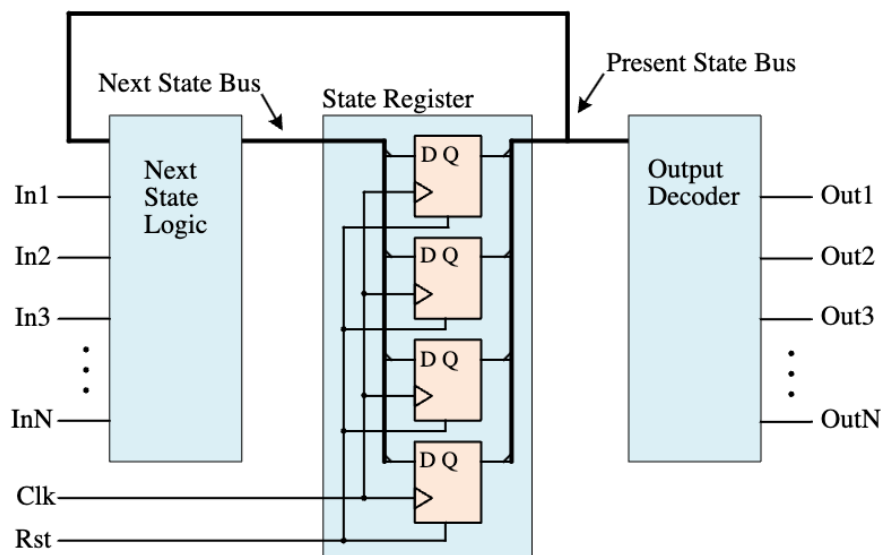 Present State Bus
Next State Bus
State Register
Next
State
Logic
Output
Decoder
In1
In2
In3
InN
Clk
Rst
D Q
D Q
D Q
D Q
Out1
Out2
Out3
OutN